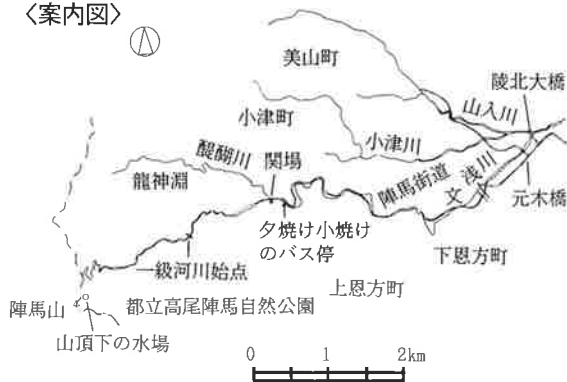 〈案内図〉
美山町
陵北大橋
山入川
小津町
小津川
醍醐川
関場
龍神淵
陣馬街道
浅川
文
元木橋
夕焼け小焼け
のバス停
下恩方町
一級河川始点
上恩方町
陣馬山
都立高尾陣馬自然公園
山頂下の水場
0 1 2km